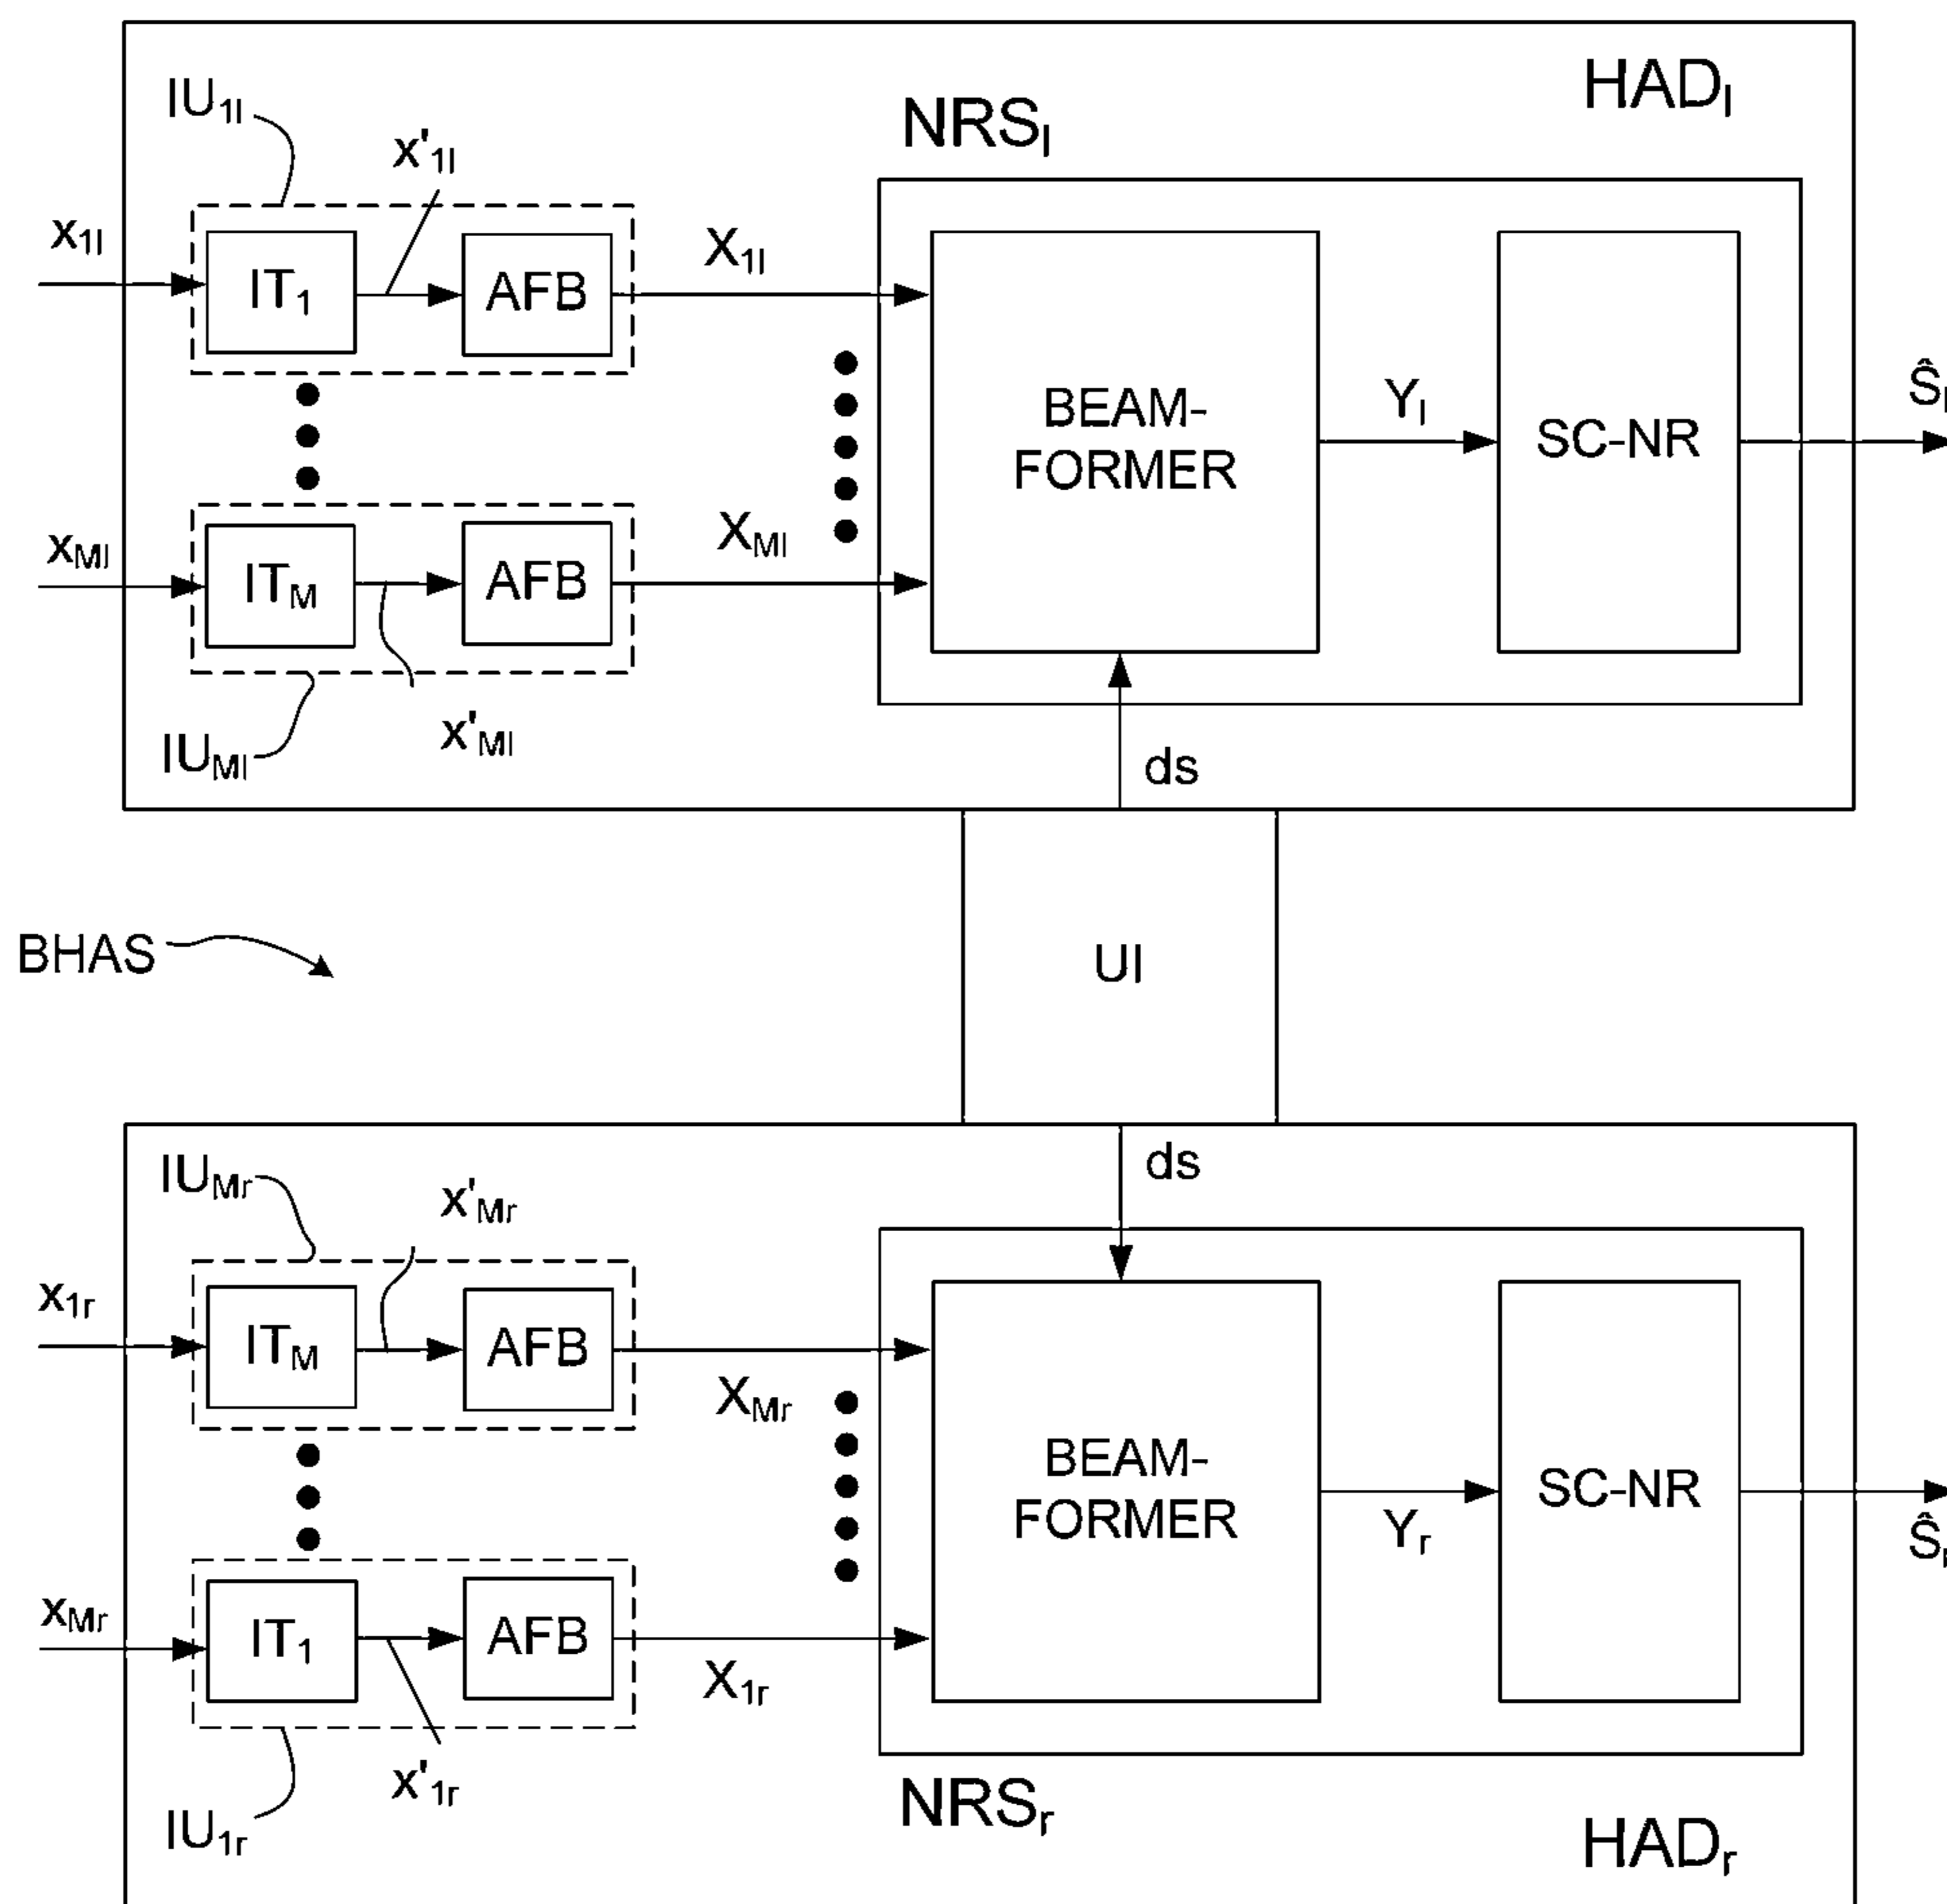 HADₗ
IU₁ₗ
NRSₗ
x'₁ₗ
x₁ₗ
IT₁
AFB
X₁ₗ
BEAM-
FORMER
Yₗ
SC-NR
Ŝₗ
xMₗ
ITM
AFB
XMₗ
x'Mₗ
IUMₗ
ds
BHAS
UI
ds
IUMr
x'Mr
x₁r
ITM
AFB
XMr
BEAM-
FORMER
Yr
SC-NR
Ŝr
xMr
IT₁
AFB
X₁r
x'₁r
IU₁r
NRSr
HADr